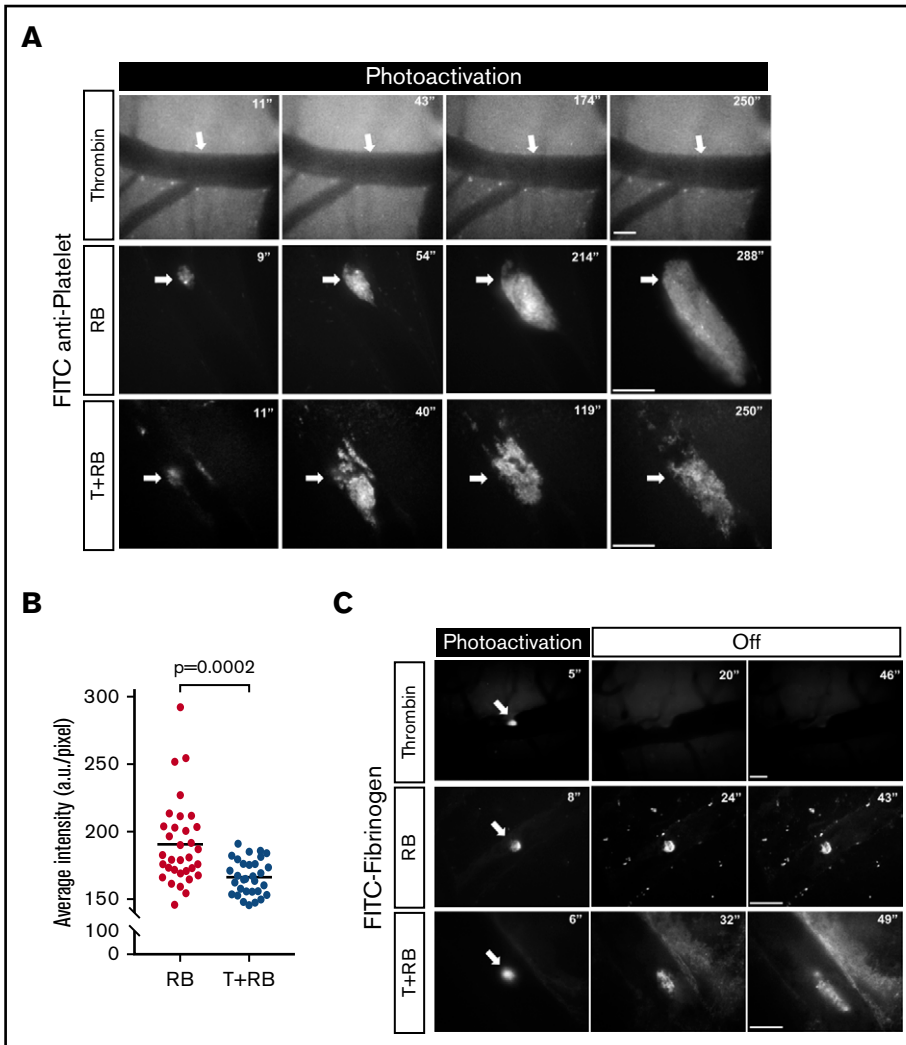 A
Photoactivation
FITC anti-Platelet
Thrombin
11”
43”
174”
250”
RB
9”
54”
214”
288”
T+RB
11”
40”
119”
250”
B
p=0.0002
Average intensity (a.u./pixel)
300
250
200
150
100
0
RB
T+RB
C
Photoactivation
Off
FITC-Fibrinogen
Thrombin
5”
20”
46”
RB
8”
24”
43”
T+RB
6”
32”
49”